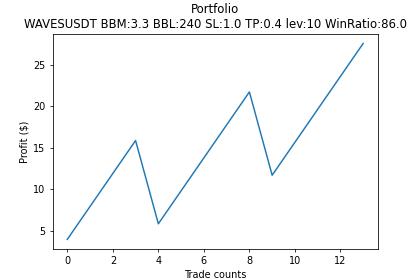 Portfolio
WAVESUSDT BBM:3.3 BBL:240 SL:1.0 TP:0.4 lev:10 WinRatio:86.0
Profit ($)
25
20
15
10
5
0 2 4 6 8 10 12
Trade counts